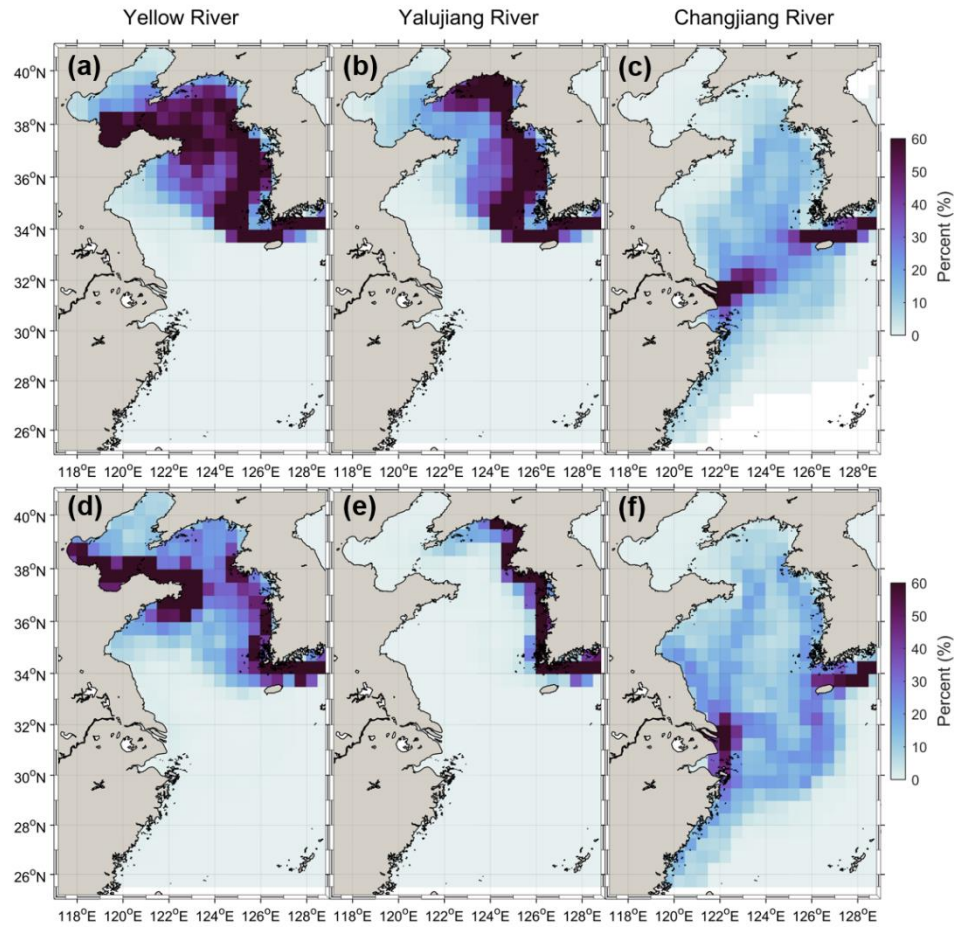 Yellow River Yalujiang River Changjiang River
(a) (b) (c)
40°N
38°N
36°N
34°N
32°N
30°N
28°N
26°N
60
50
40
30
20
10
0
Percent (%)
118°E 120°E 122°E 124°E 126°E 128°E 118°E 120°E 122°E 124°E 126°E 128°E 118°E 120°E 122°E 124°E 126°E 128°E
(d) (e) (f)
40°N
38°N
36°N
34°N
32°N
30°N
28°N
26°N
60
50
40
30
20
10
0
Percent (%)
118°E 120°E 122°E 124°E 126°E 128°E 118°E 120°E 122°E 124°E 126°E 128°E 118°E 120°E 122°E 124°E 126°E 128°E